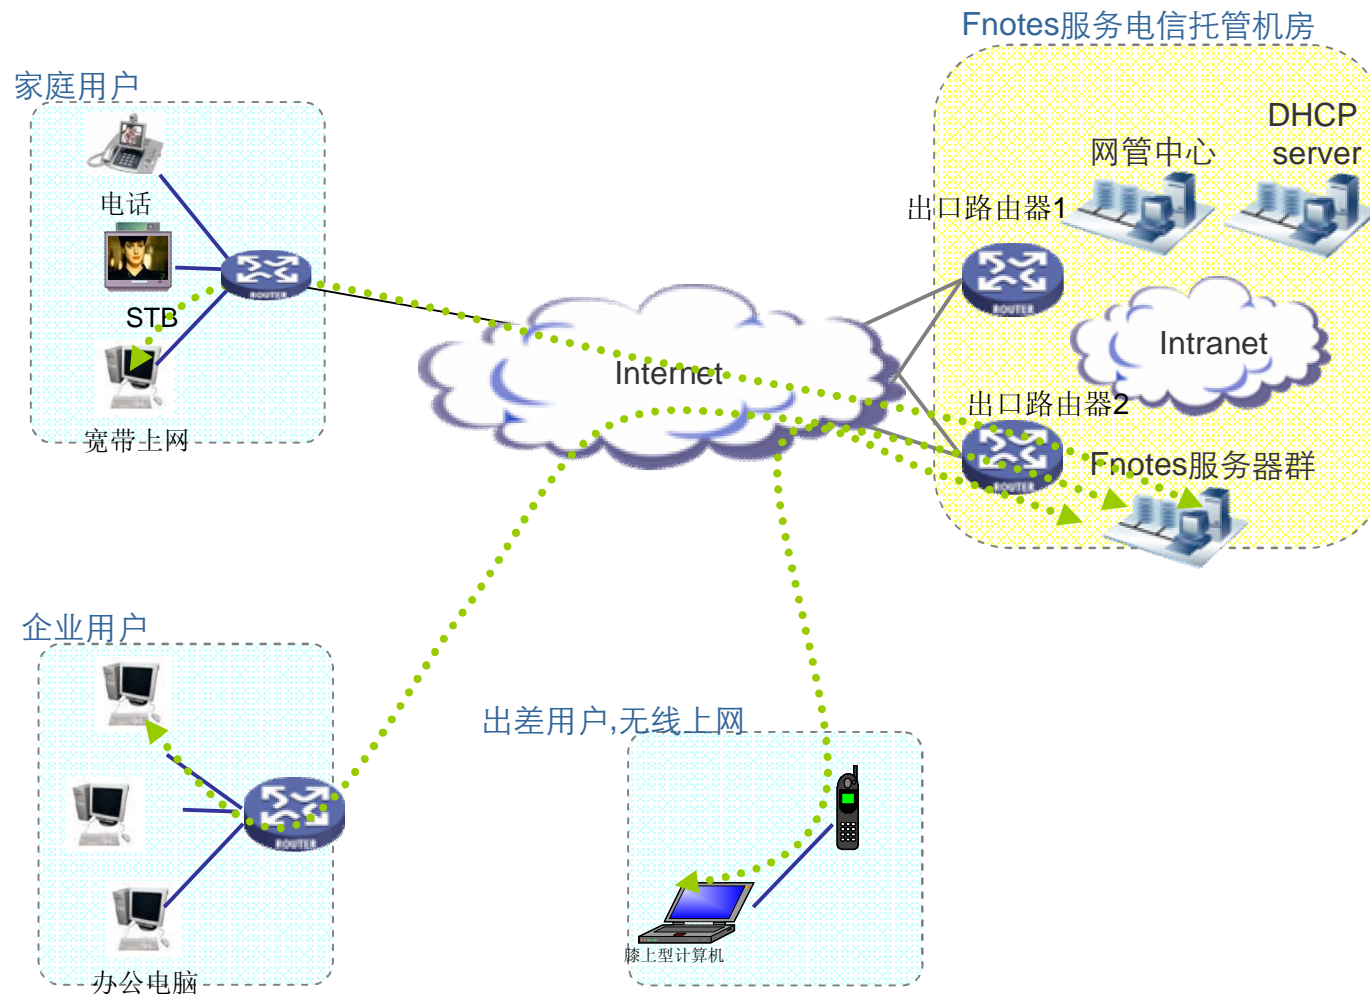 Fnotes服务电信托管机房
家庭用户
DHCP
server
网管中心
出口路由器1
电话
ROUTER
ROUTER
STB
Intranet
Internet
出口路由器2
宽带上网
Fnotes服务器群
ROUTER
企业用户
出差用户,无线上网
ROUTER
膝上型计算机
办公电脑